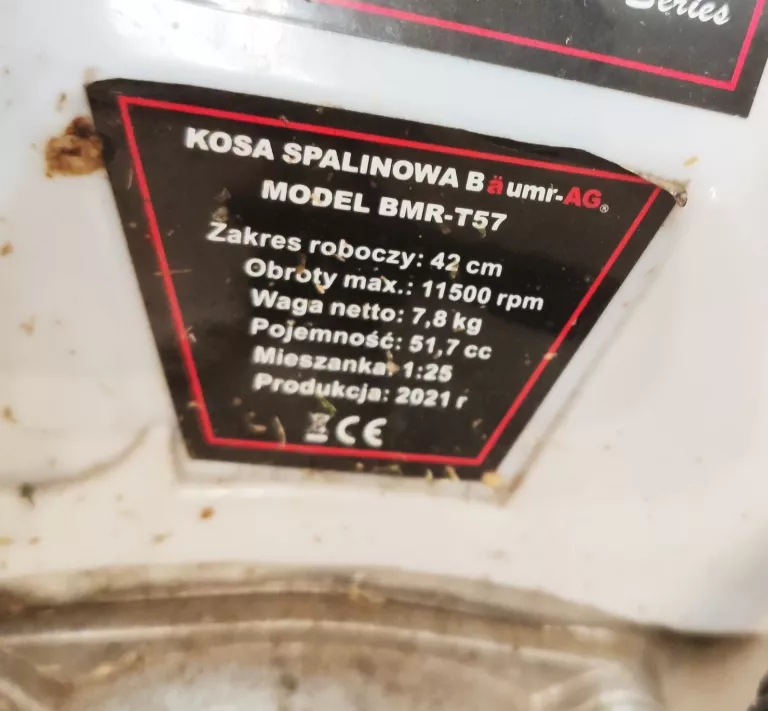 Series
KOSA SPALINOWA Bäumr-AG®
MODEL BMR-T57
Zakres roboczy: 42 cm
Obroty max.: 11500 rpm
Waga netto: 7,8 kg
Pojemność: 51,7 cc
Mieszanka: 1:25
Produkcja: 2021 r
CE